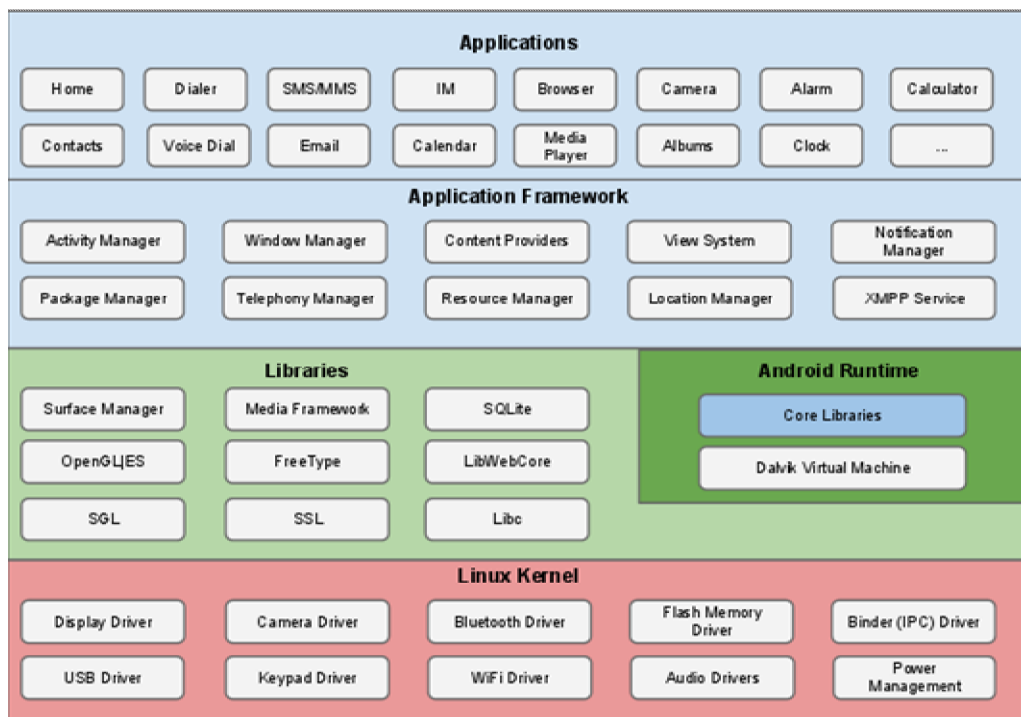 Applications
Home
Dialer
SMS/MMS
IM
Browser
Camera
Alarm
Calculator
Contacts
Voice Dial
Email
Calendar
Media
Player
Albums
Clock
...
Application Framework
Activity Manager
Window Manager
Content Providers
View System
Notification
Manager
Package Manager
Telephony Manager
Resource Manager
Location Manager
XMPP Service
Libraries
Surface Manager
Media Framework
SQLite
OpenGL|ES
FreeType
LibWebCore
SGL
SSL
Libc
Android Runtime
Core Libraries
Dalvik Virtual Machine
Linux Kernel
Display Driver
Camera Driver
Bluetooth Driver
Flash Memory
Driver
Binder (IPC) Driver
USB Driver
Keypad Driver
WiFi Driver
Audio Drivers
Power
Management